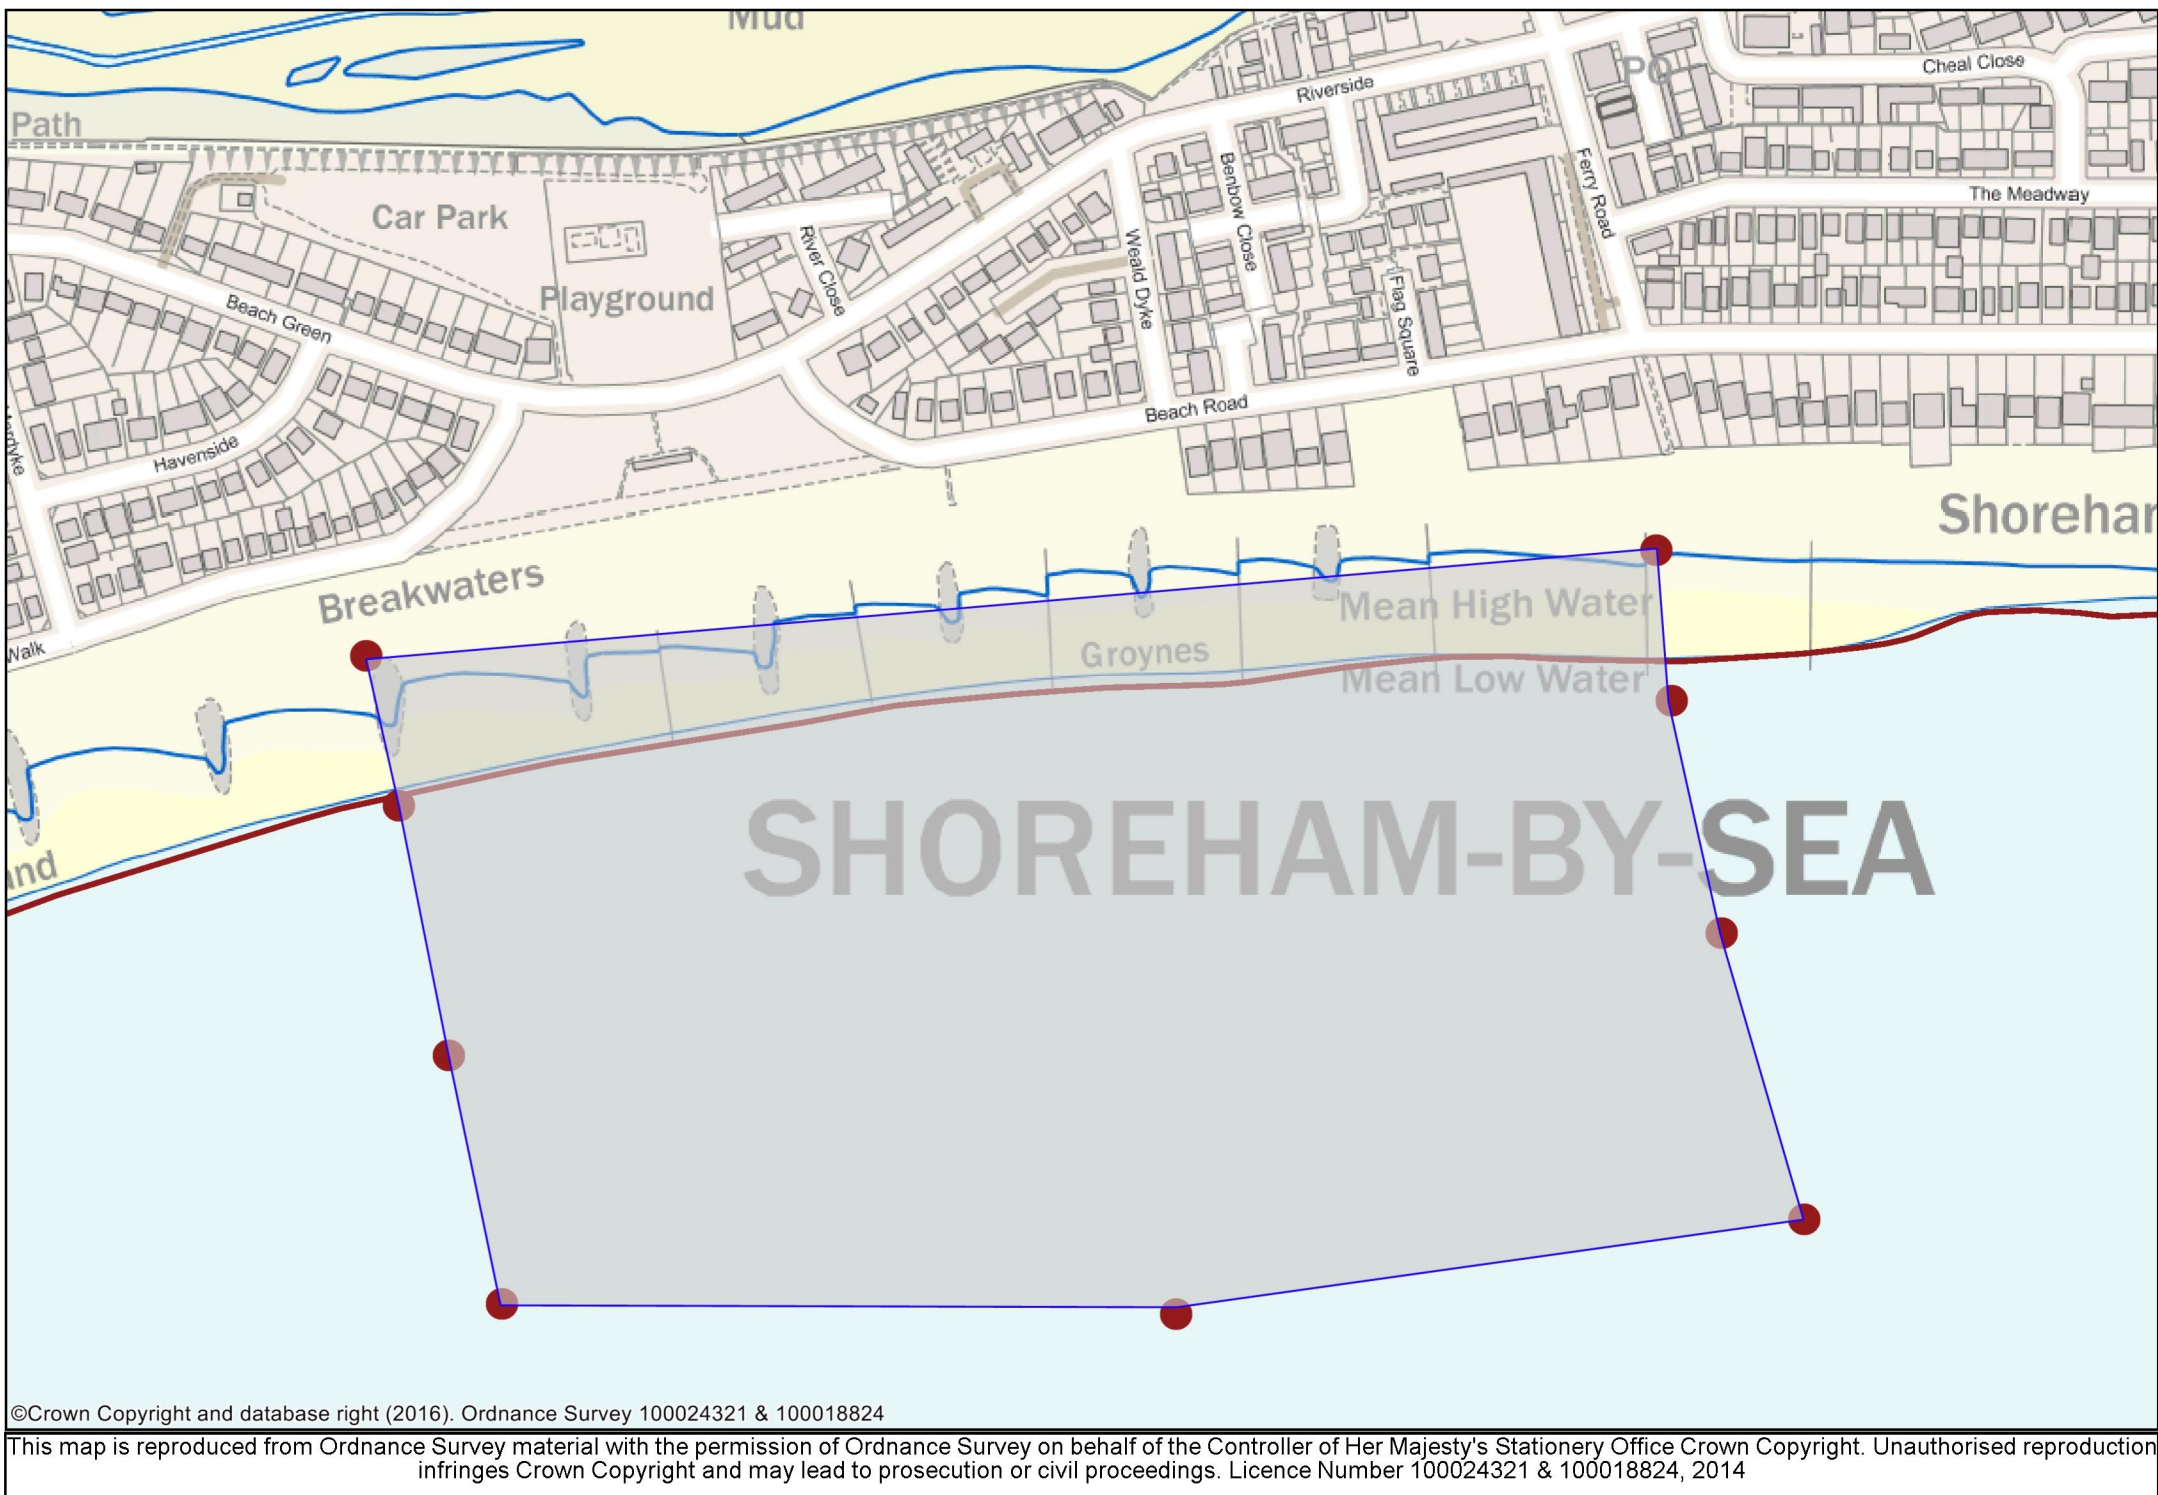 Mud
Path
Car Park
Playground
Riverside
PO
Cheal Close
The Meadway
Ferry Road
Benbow Close
Weald Dyke
River Close
Flag Square
Beach Green
Beach Road
Havenside
Walk
Breakwaters
Mean High Water
Groynes
Mean Low Water
SHOREHAM-BY-SEA
©Crown Copyright and database right (2016). Ordnance Survey 100024321 & 100018824
This map is reproduced from Ordnance Survey material with the permission of Ordnance Survey on behalf of the Controller of Her Majesty's Stationery Office Crown Copyright. Unauthorised reproduction
infringes Crown Copyright and may lead to prosecution or civil proceedings. Licence Number 100024321 & 100018824, 2014